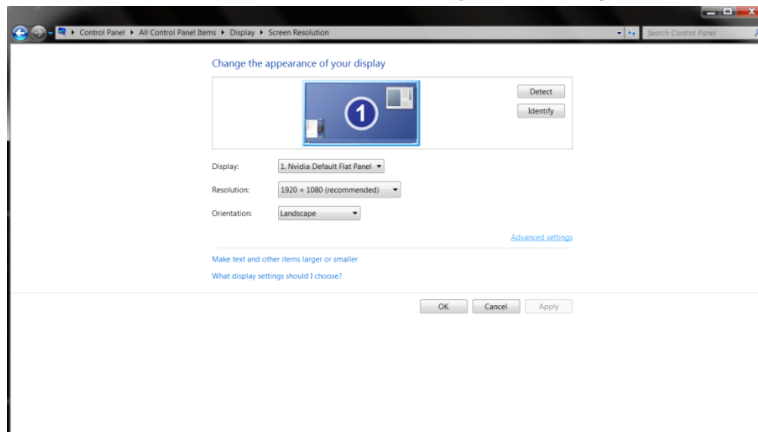 Control Panel ▸ All Control Panel Items ▸ Display ▸ Screen Resolution
Search Control Panel
Change the appearance of your display
1
Detect
Identify
Display: 1. Nvidia Default Flat Panel
Resolution: 1920 × 1080 (recommended)
Orientation: Landscape
Advanced settings
Make text and other items larger or smaller
What display settings should I choose?
OK Cancel Apply